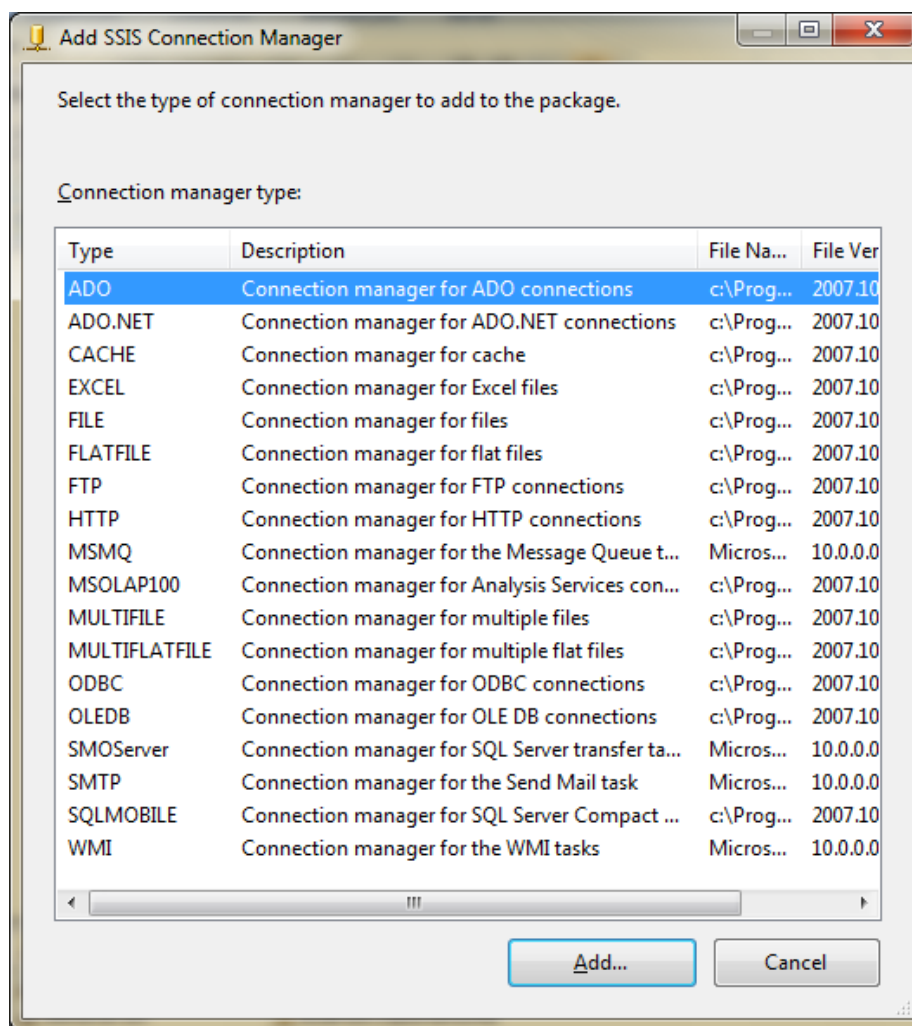 Add SSIS Connection Manager
Select the type of connection manager to add to the package.
Connection manager type:
Type Description File Na... File Ver
ADO Connection manager for ADO connections c:\Prog... 2007.10
ADO.NET Connection manager for ADO.NET connections c:\Prog... 2007.10
CACHE Connection manager for cache c:\Prog... 2007.10
EXCEL Connection manager for Excel files c:\Prog... 2007.10
FILE Connection manager for files c:\Prog... 2007.10
FLATFILE Connection manager for flat files c:\Prog... 2007.10
FTP Connection manager for FTP connections c:\Prog... 2007.10
HTTP Connection manager for HTTP connections c:\Prog... 2007.10
MSMQ Connection manager for the Message Queue t... Micros... 10.0.0.0
MSOLAP100 Connection manager for Analysis Services con... c:\Prog... 2007.10
MULTIFILE Connection manager for multiple files c:\Prog... 2007.10
MULTIFLATFILE Connection manager for multiple flat files c:\Prog... 2007.10
ODBC Connection manager for ODBC connections c:\Prog... 2007.10
OLEDB Connection manager for OLE DB connections c:\Prog... 2007.10
SMOServer Connection manager for SQL Server transfer ta... Micros... 10.0.0.0
SMTP Connection manager for the Send Mail task Micros... 10.0.0.0
SQLMOBILE Connection manager for SQL Server Compact ... c:\Prog... 2007.10
WMI Connection manager for the WMI tasks Micros... 10.0.0.0
Add... Cancel